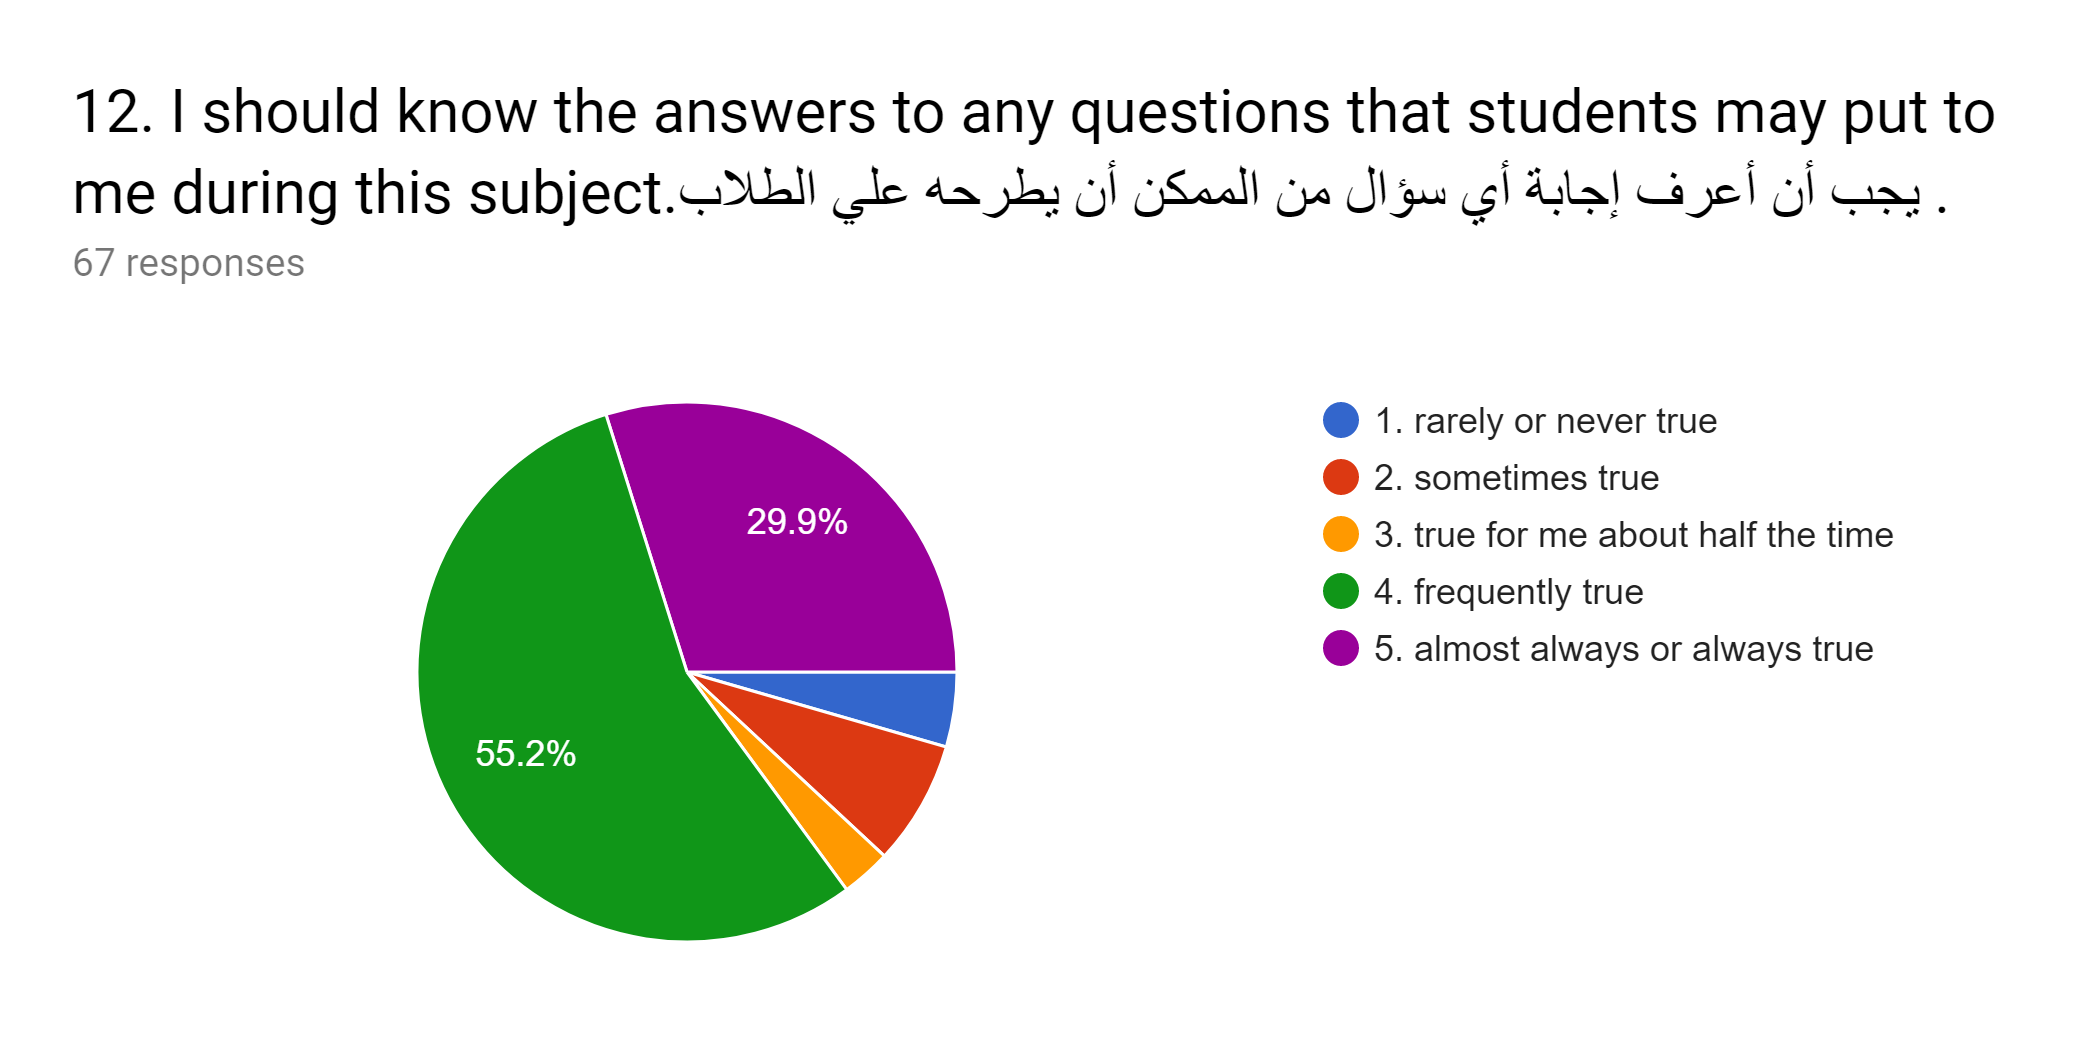 12. I should know the answers to any questions that students may put to
me during this subject.يجب أن أعرف إجابة أي سؤال من الممكن أن يطرحه علي الطلاب .
67 responses
29.9%
55.2%
1. rarely or never true
2. sometimes true
3. true for me about half the time
4. frequently true
5. almost always or always true